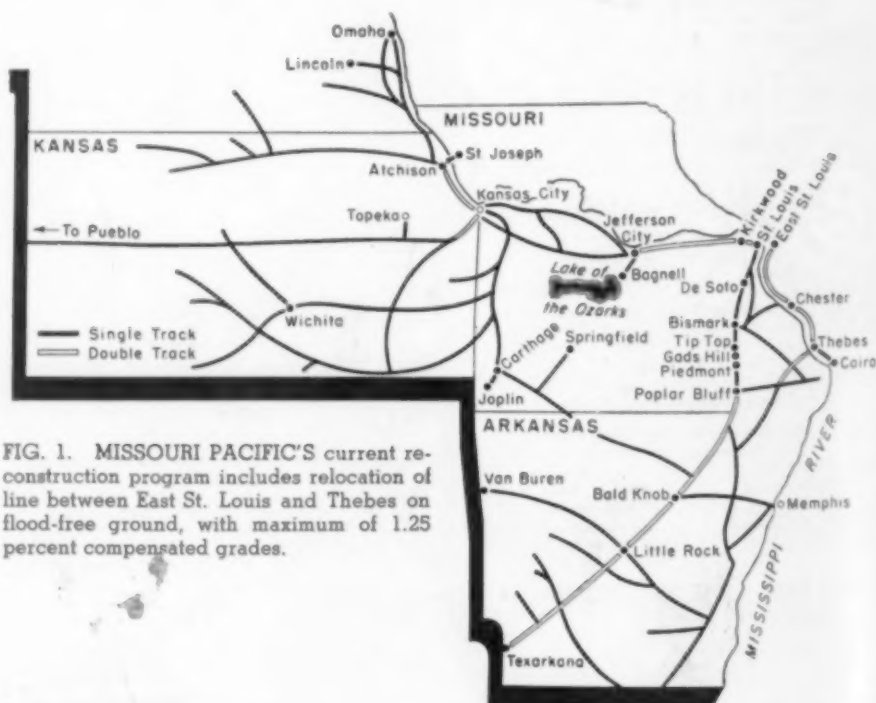 Omaha
Lincoln
MISSOURI
KANSAS
St. Joseph
Atchison
Kansas City
Topeka
Jefferson
City
Kirkwood
St. Louis
East St. Louis
To Pueblo
Lake of
the Ozarks
Bagnell
De Soto
Chester
Wichita
Bismark
Thebes
Single Track
Double Track
Springfield
Tip Top
Gads Hill
Cairo
Carthage
Piedmont
Joplin
Poplar Bluff
ARKANSAS
RIVER
MISSISSIPPI
Van Buren
Bald Knob
Memphis
Little Rock
Texarkana
FIG. 1. MISSOURI PACIFIC'S current re-
construction program includes relocation of
line between East St. Louis and Thebes on
flood-free ground, with maximum of 1.25
percent compensated grades.